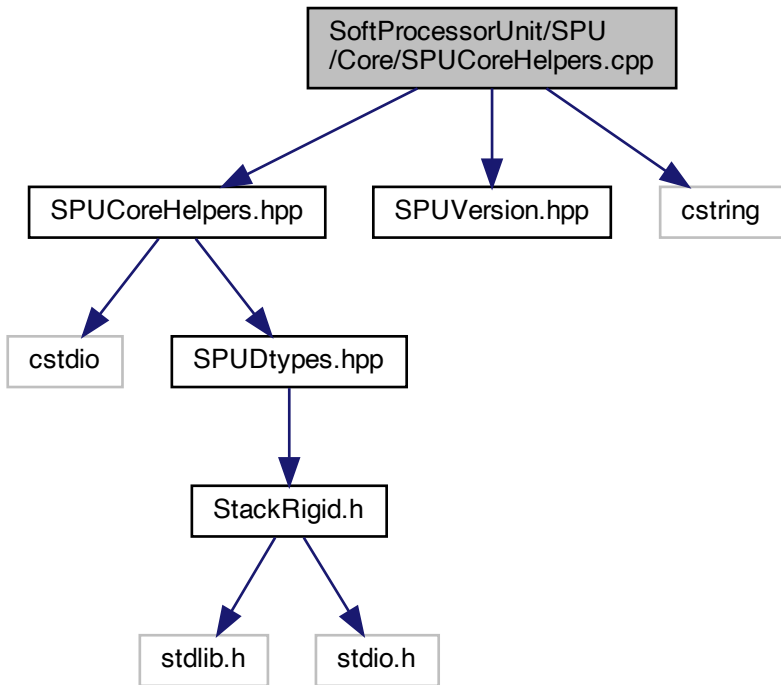 SoftProcessorUnit/SPU
/Core/SPUCoreHelpers.cpp
SPUCoreHelpers.hpp
SPUVersion.hpp
cstring
cstdio
SPUDtypes.hpp
StackRigid.h
stdlib.h
stdio.h